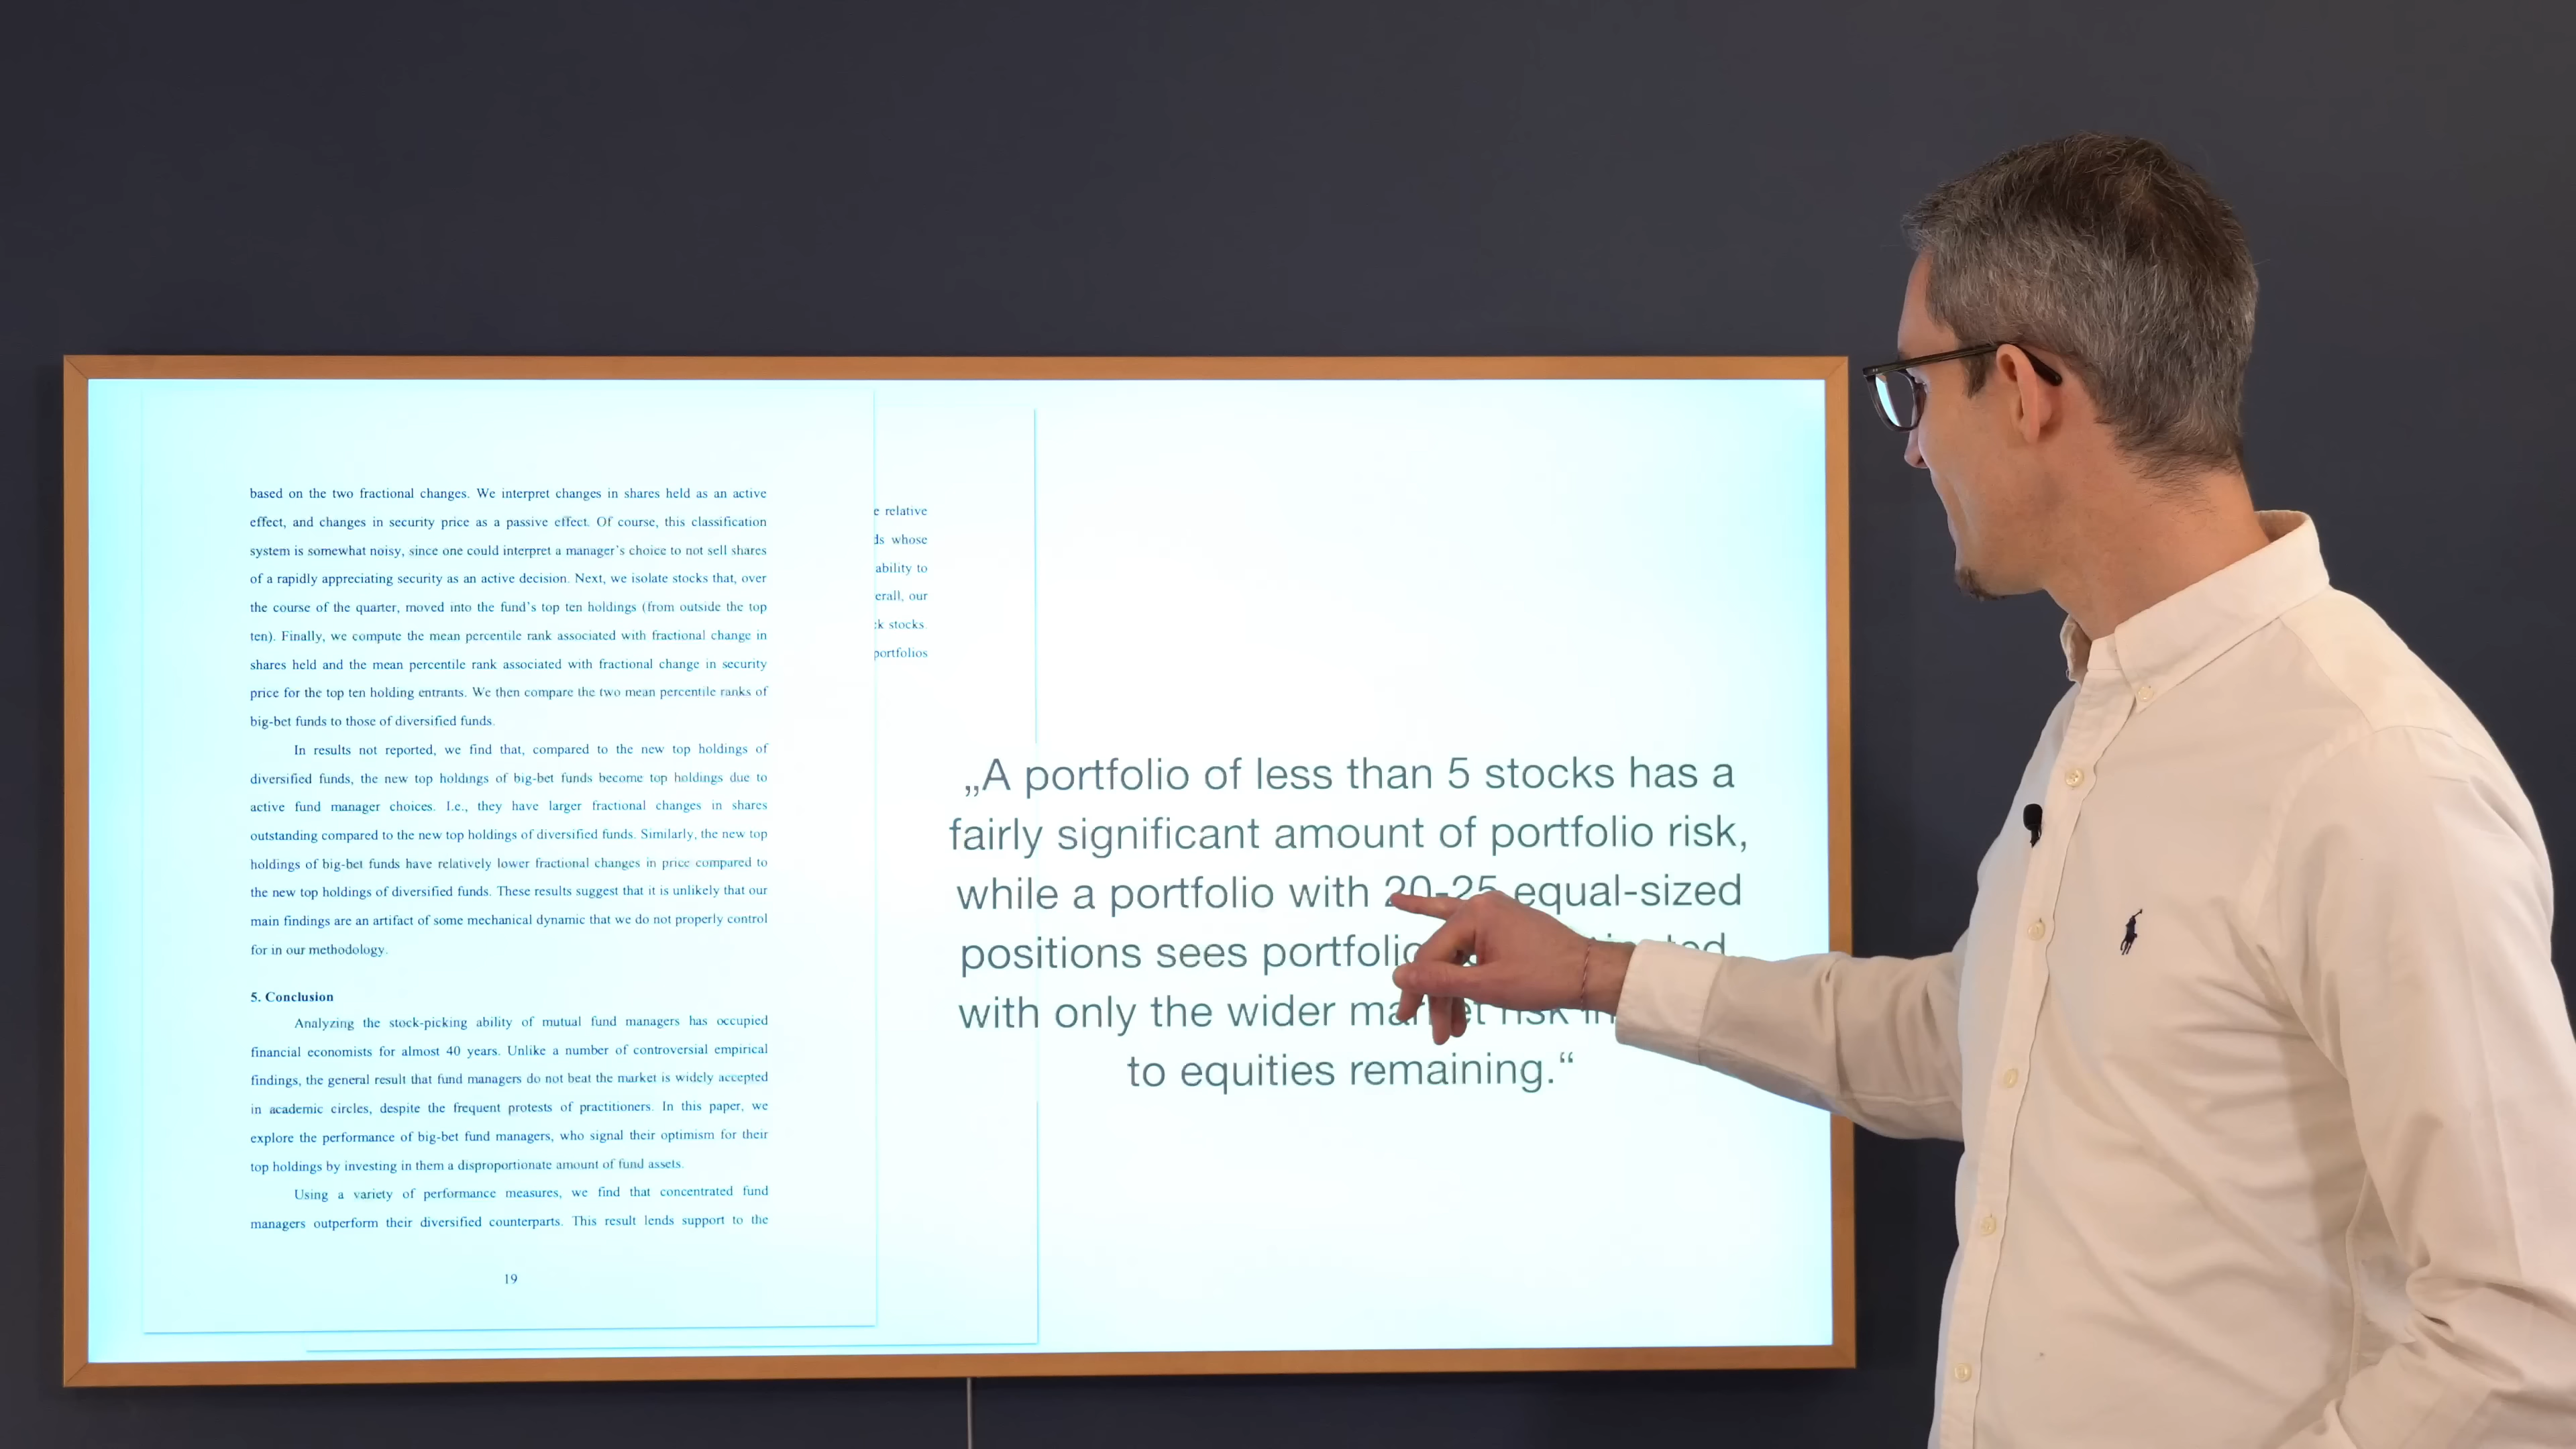 based on the two fractional changes. We interpret changes in shares held as an active
effect, and changes in security price as a passive effect. Of course, this classification
system is somewhat noisy, since one could interpret a manager's choice to not sell shares
of a rapidly appreciating security as an active decision. Next, we isolate stocks that, over
the course of the quarter, moved into the fund's top ten holdings (from outside the top
ten). Finally, we compute the mean percentile rank associated with fractional change in
shares held and the mean percentile rank associated with fractional change in security
price for the top ten holding entrants. We then compare the two mean percentile ranks of
big-bet funds to those of diversified funds.
In results not reported, we find that, compared to the new top holdings of
diversified funds, the new top holdings of big-bet funds become top holdings due to
active fund manager choices. I.e., they have larger fractional changes in shares
outstanding compared to the new top holdings of diversified funds. Similarly, the new top
holdings of big-bet funds have relatively lower fractional changes in price compared to
the new top holdings of diversified funds. These results suggest that it is unlikely that our
main findings are an artifact of some mechanical dynamic that we do not properly control
for in our methodology.
5. Conclusion
Analyzing the stock-picking ability of mutual fund managers has occupied
financial economists for almost 40 years. Unlike a number of controversial empirical
findings, the general result that fund managers do not beat the market is widely accepted
in academic circles, despite the frequent protests of practitioners. In this paper, we
explore the performance of big-bet fund managers, who signal their optimism for their
top holdings by investing in them a disproportionate amount of fund assets.
Using a variety of performance measures, we find that concentrated fund
managers outperform their diversified counterparts. This result lends support to the
19
relative
whose
ability to
our
stocks.
portfolios
„A portfolio of less than 5 stocks has a
fairly significant amount of portfolio risk,
while a portfolio with 20-25 equal-sized
positions sees portfolio
with only the wider market risk
to equities remaining.“